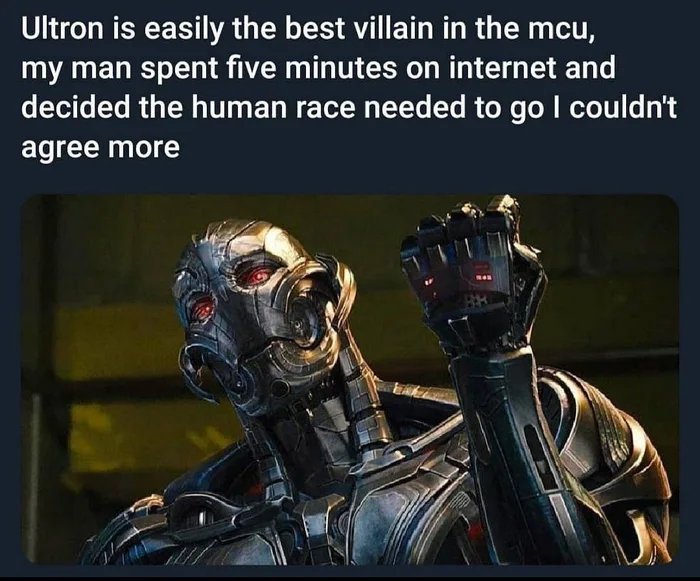 Ultron is easily the best villain in the mcu,
my man spent five minutes on internet and
decided the human race needed to go I couldn't
agree more